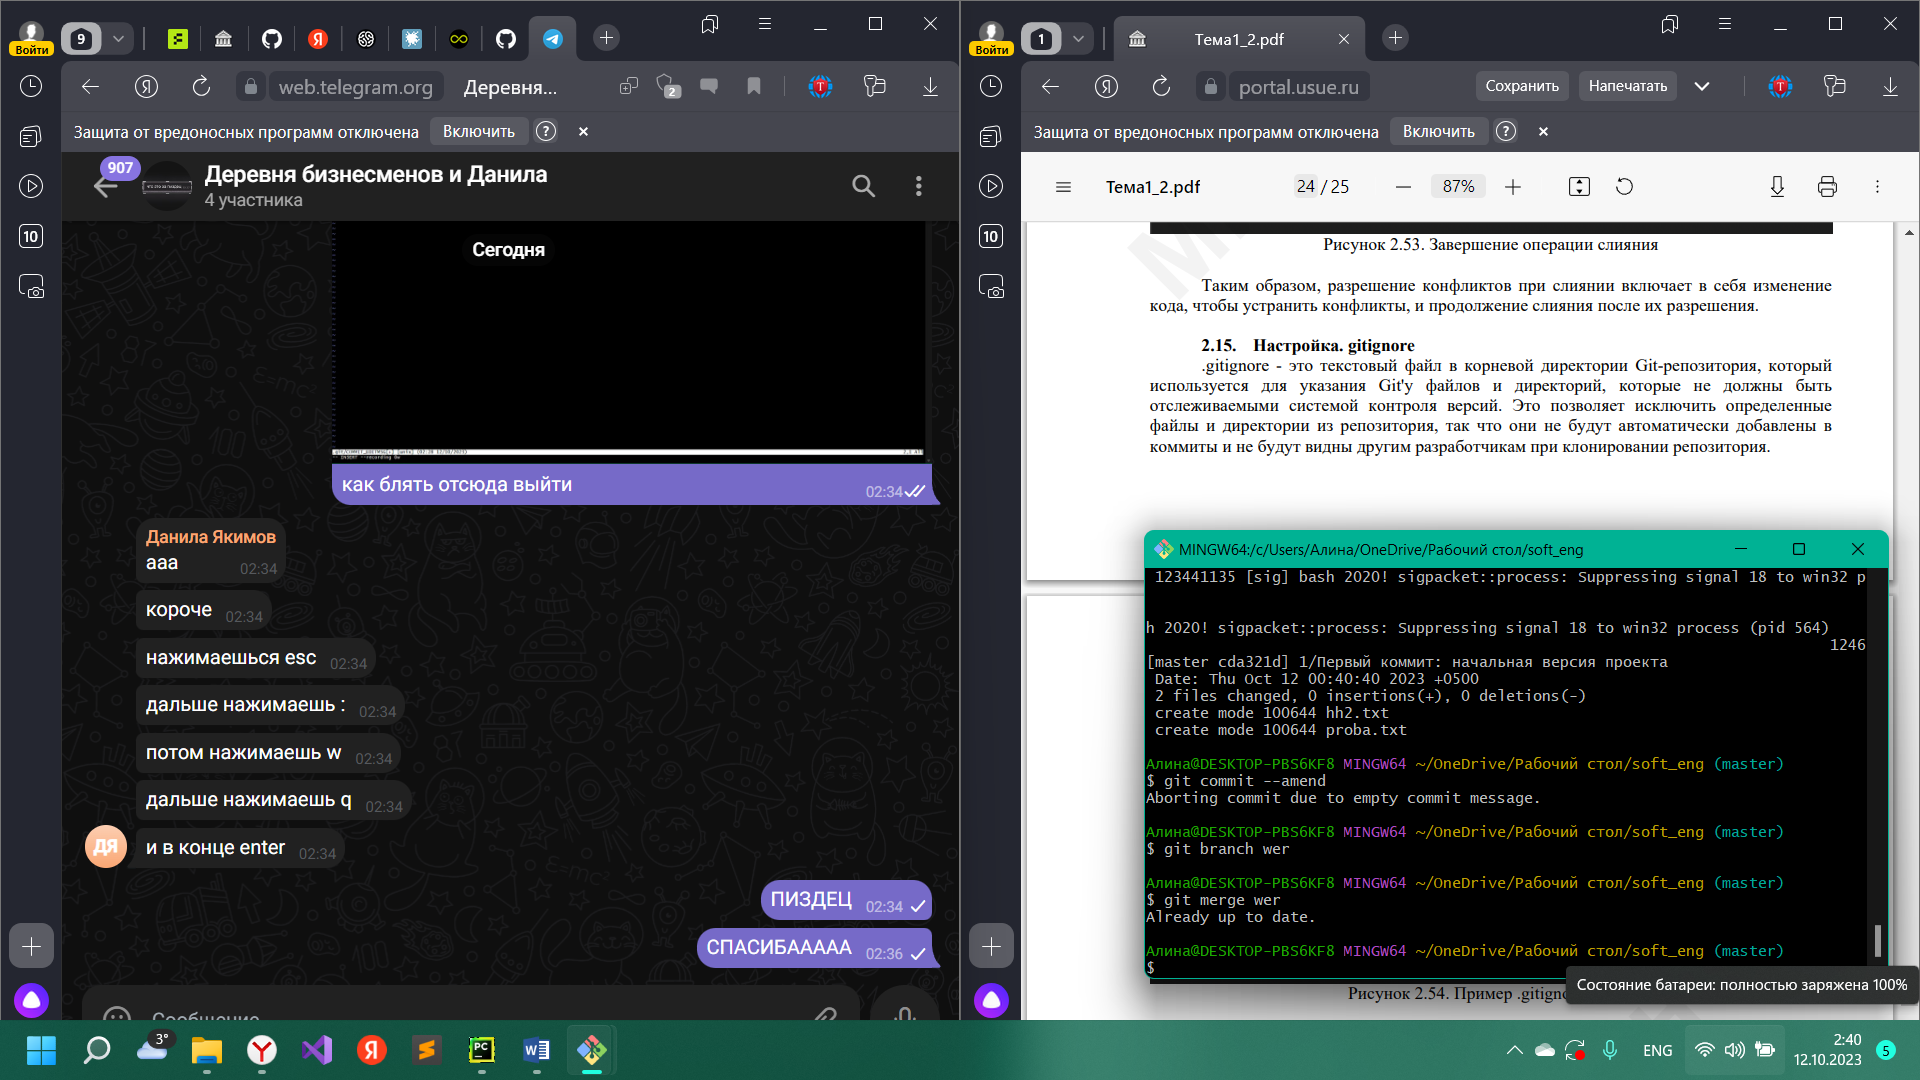 Войти
9
web.telegram.org
Деревня...
2
Защита от вредоносных программ отключена
Включить
?
10
907
Деревня бизнесменов и Данила
4 участника
Сегодня
как блять отсюда выйти
02:34
Данила Якимов
ааа
02:34
короче
02:34
нажимаешься esc
02:34
дальше нажимаешь :
02:34
потом нажимаешь w
02:34
дальше нажимаешь q
02:34
ДЯ
и в конце enter
02:34
ПИЗДЕЦ
02:34
СПАСИБААААА
02:36
Сообщение
Войти
1
Тема1_2.pdf
portal.usue.ru
Сохранить
Напечатать
Защита от вредоносных программ отключена
Включить
?
10
Тема1_2.pdf
24 / 25
87%
Рисунок 2.53. Завершение операции слияния
Таким образом, разрешение конфликтов при слиянии включает в себя изменение
кода, чтобы устранить конфликты, и продолжение слияния после их разрешения.
2.15. Настройка. gitignore
.gitignore - это текстовый файл в корневой директории Git-репозитория, который
используется для указания Git'у файлов и директорий, которые не должны быть
отслеживаемыми системой контроля версий. Это позволяет исключить определенные
файлы и директории из репозитория, так что они не будут автоматически добавлены в
коммиты и не будут видны другим разработчикам при клонировании репозитория.
MINGW64:/c/Users/Алина/OneDrive/Рабочий стол/soft_eng
123441135 [sig] bash 2020! sigpacket::process: Suppressing signal 18 to win32 p
h 2020! sigpacket::process: Suppressing signal 18 to win32 process (pid 564)
1246
[master cda321d] 1/Первый коммит: начальная версия проекта
Date: Thu Oct 12 00:40:40 2023 +0500
2 files changed, 0 insertions(+), 0 deletions(-)
create mode 100644 hh2.txt
create mode 100644 proba.txt
Алина@DESKTOP-PBS6KF8 MINGW64 ~/OneDrive/Рабочий стол/soft_eng (master)
$ git commit --amend
Aborting commit due to empty commit message.
Алина@DESKTOP-PBS6KF8 MINGW64 ~/OneDrive/Рабочий стол/soft_eng (master)
$ git branch wer
Алина@DESKTOP-PBS6KF8 MINGW64 ~/OneDrive/Рабочий стол/soft_eng (master)
$ git merge wer
Already up to date.
Алина@DESKTOP-PBS6KF8 MINGW64 ~/OneDrive/Рабочий стол/soft_eng (master)
$
Рисунок 2.54. Пример .gitigno
Состояние батареи: полностью заряжена 100%
3°
ENG
2:40
12.10.2023
5